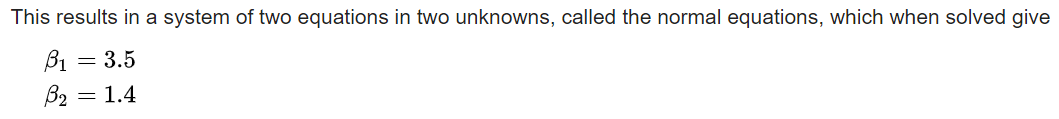 This results in a system of two equations in two unknowns, called the normal equations, which when solved give
β₁ = 3.5
β₂ = 1.4